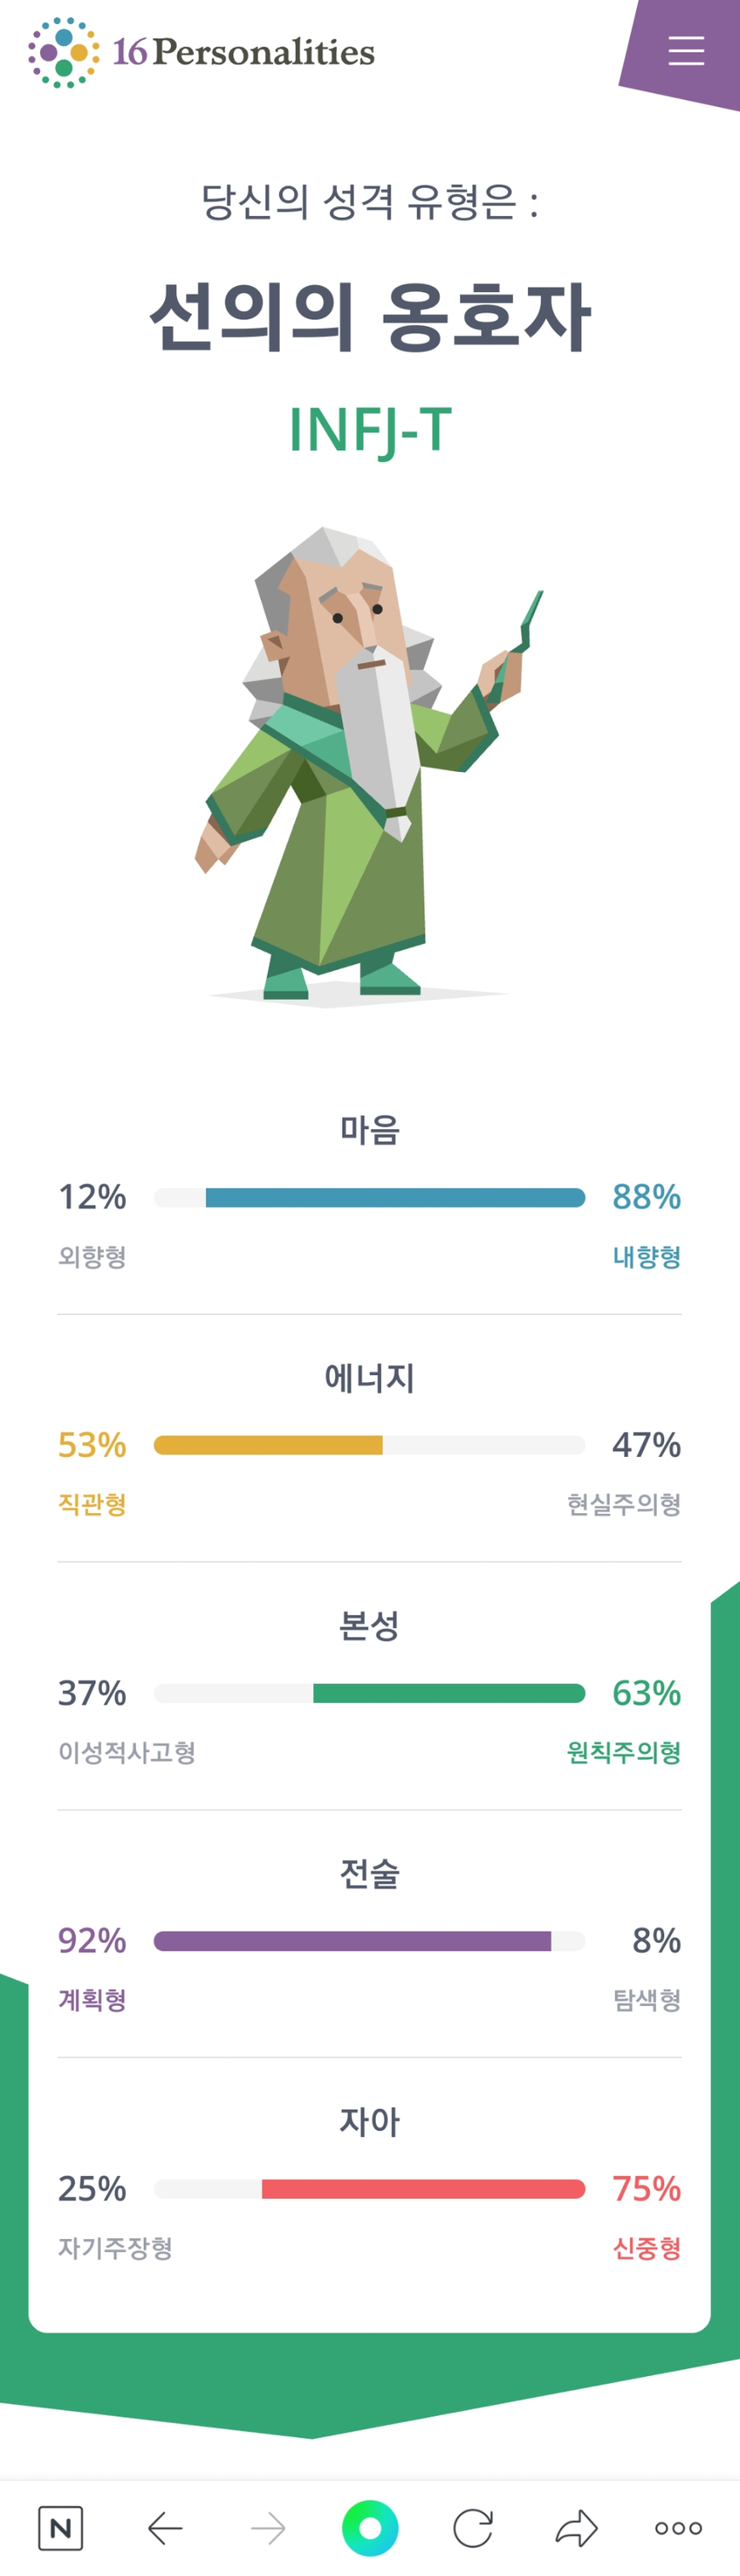 16Personalities
당신의 성격 유형은 :
선의의 옹호자
INFJ-T
마음
12% 88%
외향형 내향형
에너지
53% 47%
직관형 현실주의형
본성
37% 63%
이성적사고형 원칙주의형
전술
92% 8%
계획형 탐색형
자아
25% 75%
자기주장형 신중형
N